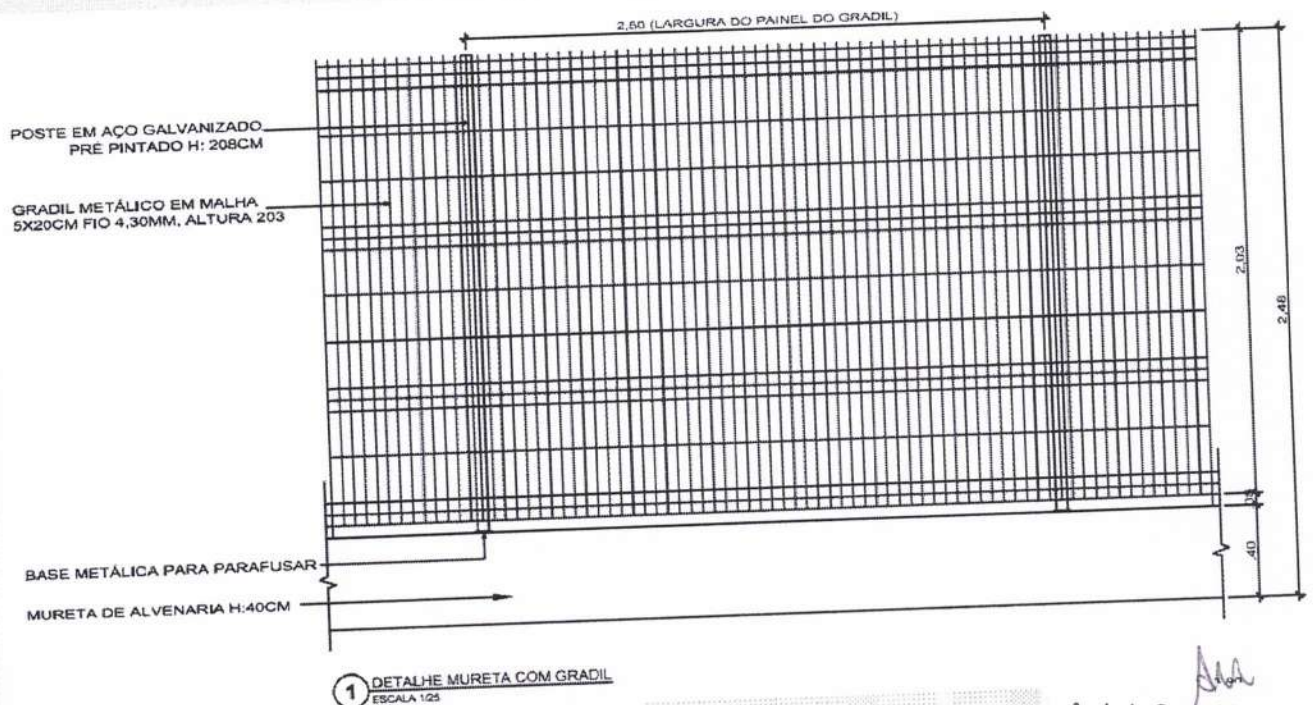 2,50 (LARGURA DO PAINEL DO GRADIL)
POSTE EM AÇO GALVANIZADO
PRÉ PINTADO H: 208CM
GRADIL METÁLICO EM MALHA
5X20CM FIO 4,30MM, ALTURA 203
2,03
2,48
,05
,40
BASE METÁLICA PARA PARAFUSAR
MURETA DE ALVENARIA H:40CM
1
DETALHE MURETA COM GRADIL
ESCALA 1/25